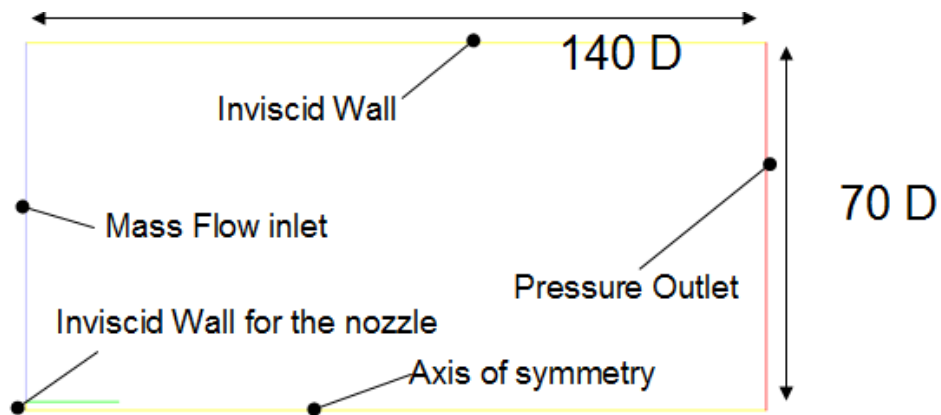 140 D
Inviscid Wall
70 D
Mass Flow inlet
Pressure Outlet
Inviscid Wall for the nozzle
Axis of symmetry